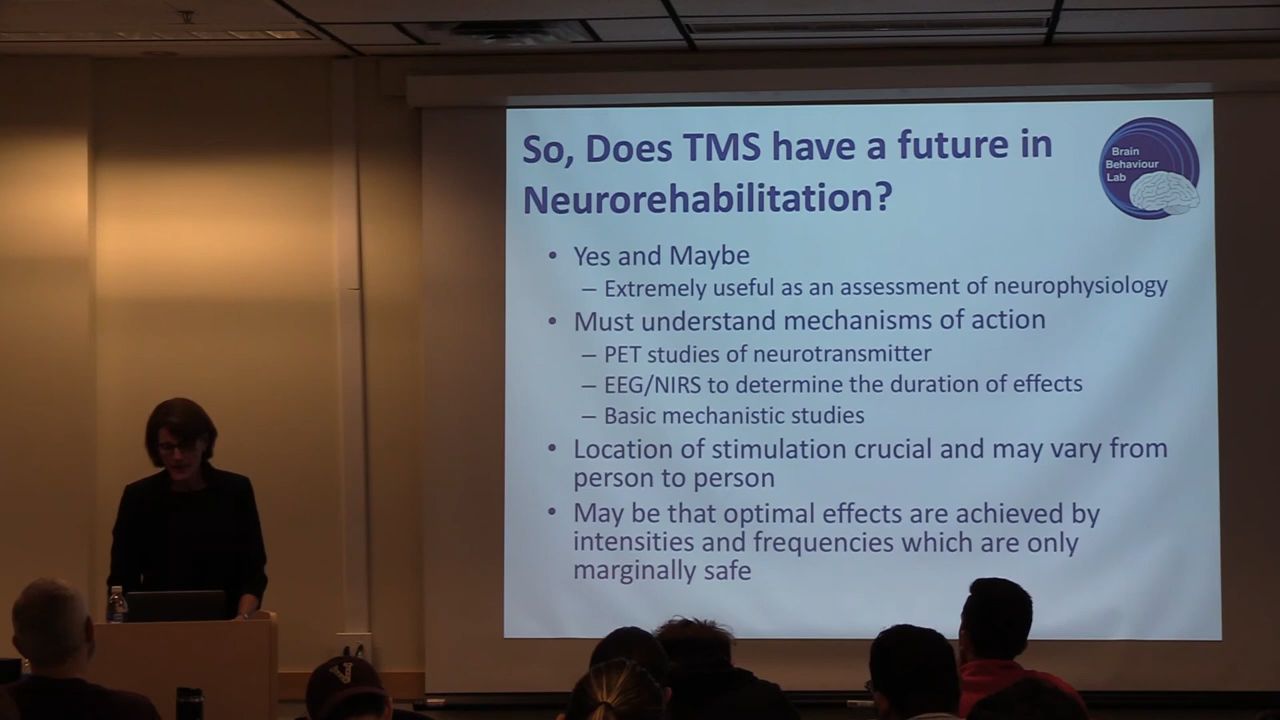 So, Does TMS have a future in
Neurorehabilitation?
Brain
Behaviour
Lab
• Yes and Maybe
– Extremely useful as an assessment of neurophysiology
• Must understand mechanisms of action
– PET studies of neurotransmitter
– EEG/NIRS to determine the duration of effects
– Basic mechanistic studies
• Location of stimulation crucial and may vary from
person to person
• May be that optimal effects are achieved by
intensities and frequencies which are only
marginally safe
V